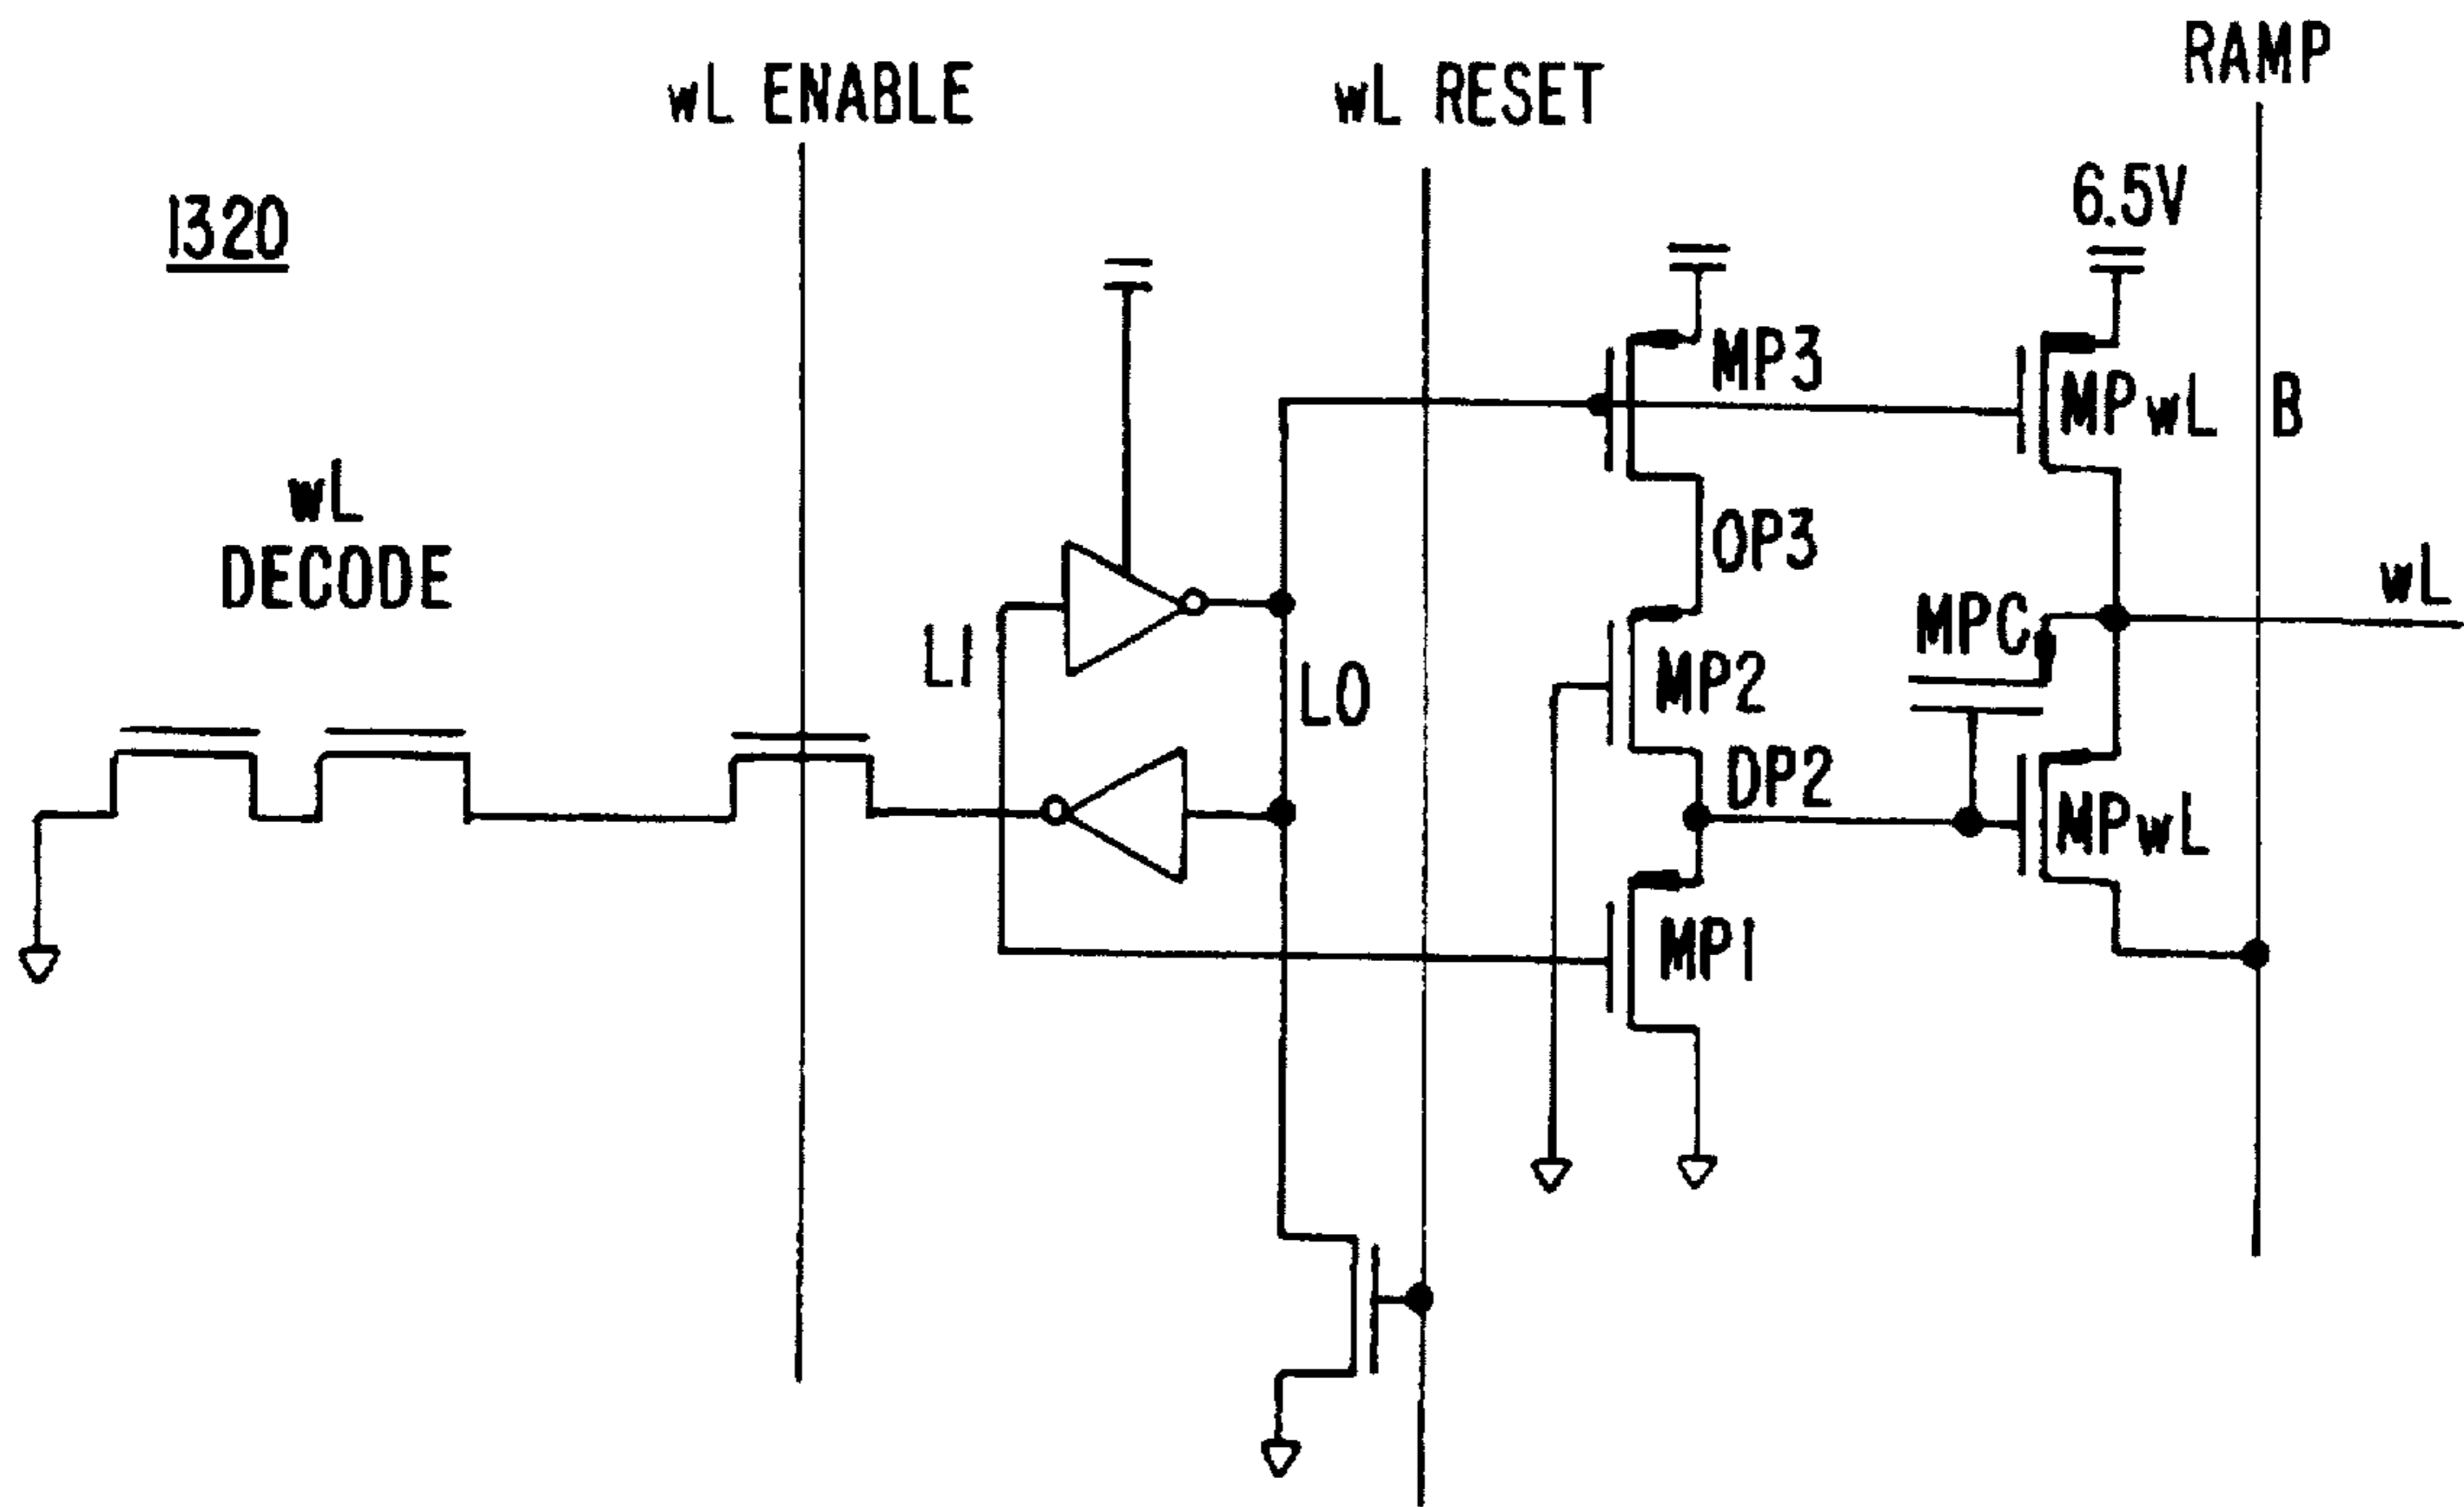 RAMP
wL ENABLE
wL RESET
6.5V
1320
MP3
MPwL
B
wL
DECODE
OP3
wL
MPC
LI
LO
MP2
DP2
MPwL
MP1